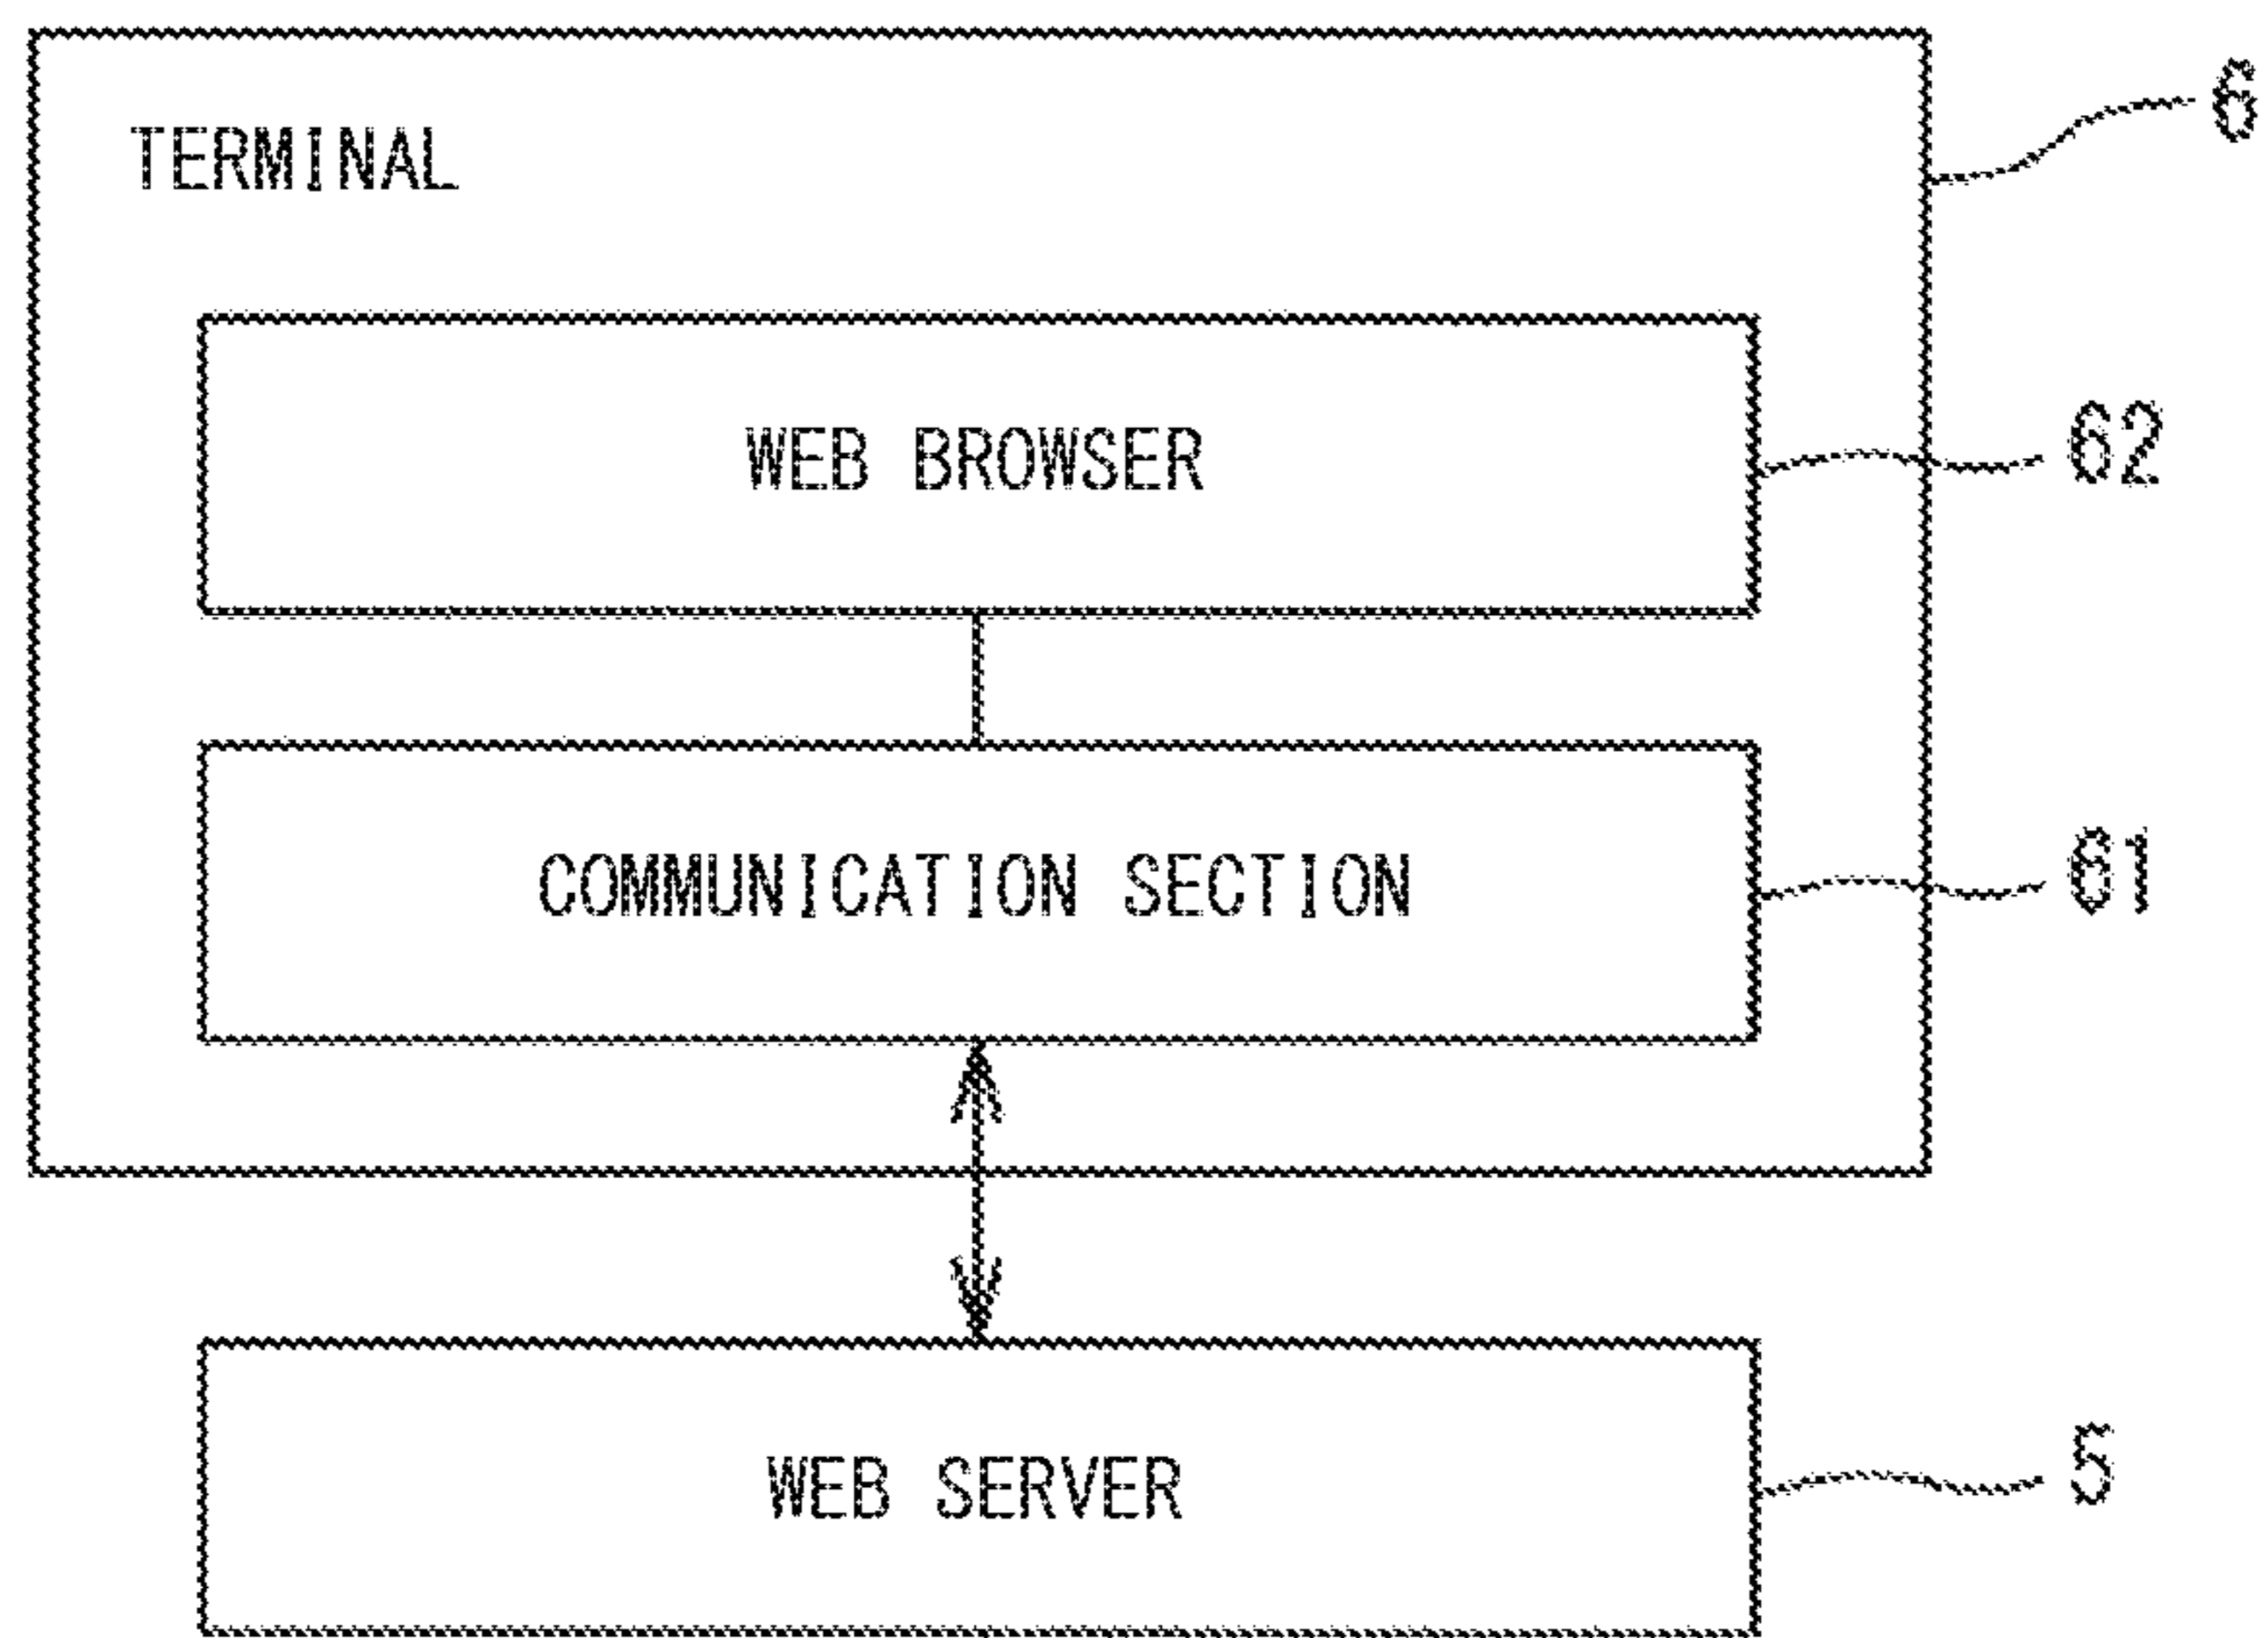 TERMINAL
6
WEB BROWSER
62
COMMUNICATION SECTION
61
WEB SERVER
5